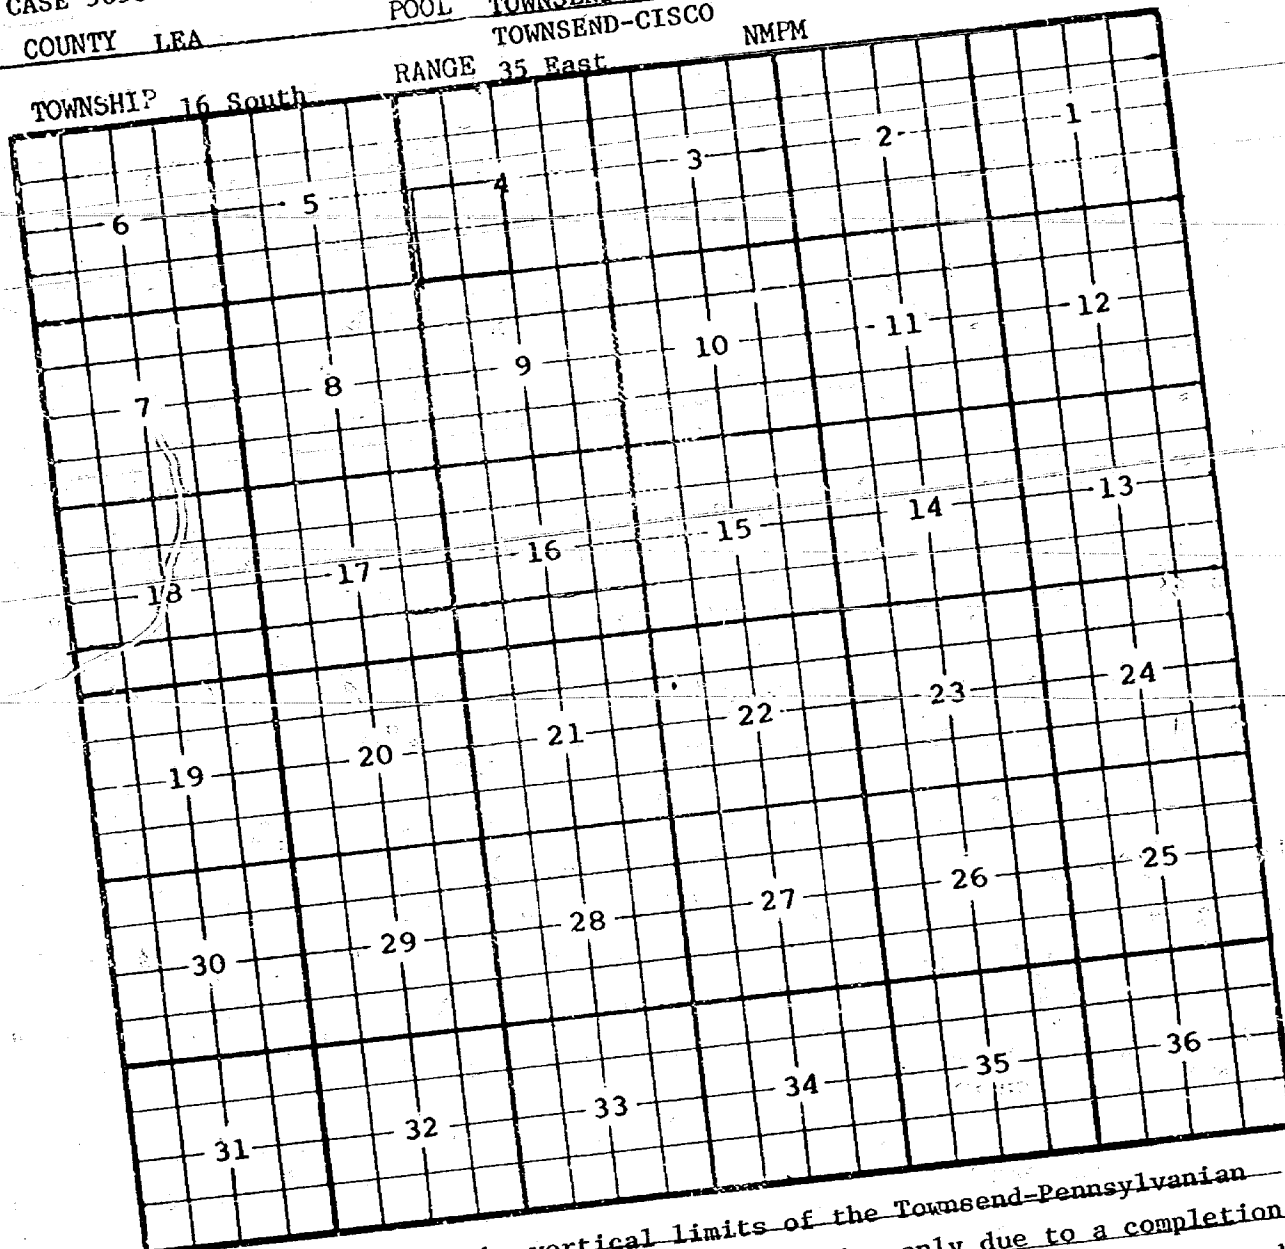 CASE
POOL
COUNTY LEA
TOWNSEND-CISCO
TOWNSHIP 16 South RANGE 35 East NMPM
6 5 4 3 2 1
7 8 9 10 11 12
18 17 16 15 14 13
19 20 21 22 23 24
30 29 28 27 26 25
31 32 33 34 35 36
vertical limits of the Townsend-Pennsylvanian
only due to a completion